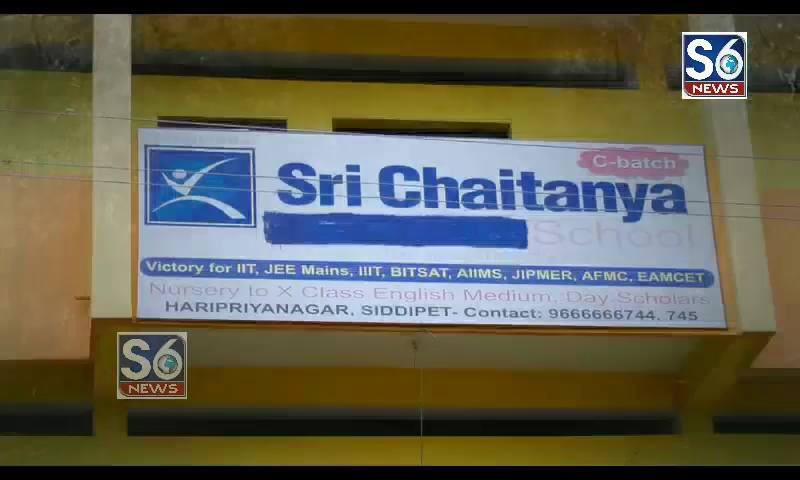 S6
NEWS
C-batch
Sri Chaitanya
School
Victory for IIT, JEE Mains, IIIT, BITSAT, AIIMS, JIPMER, AFMC, EAMCET
Nursery to X Class English Medium, Day Scholars
HARIPRIYANAGAR, SIDDIPET- Contact: 9666666744, 745
S6
NEWS